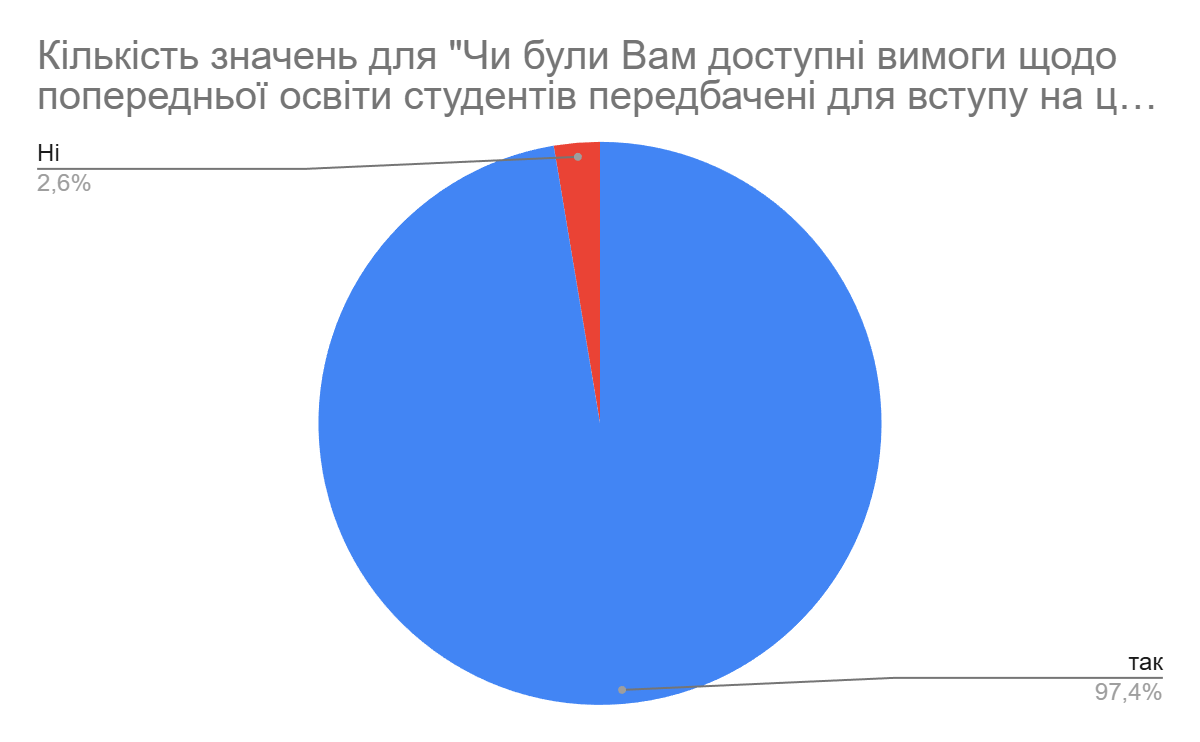 Кількість значень для "Чи були Вам доступні вимоги щодо
попередньої освіти студентів передбачені для вступу на ц…
Ні
2,6%
так
97,4%